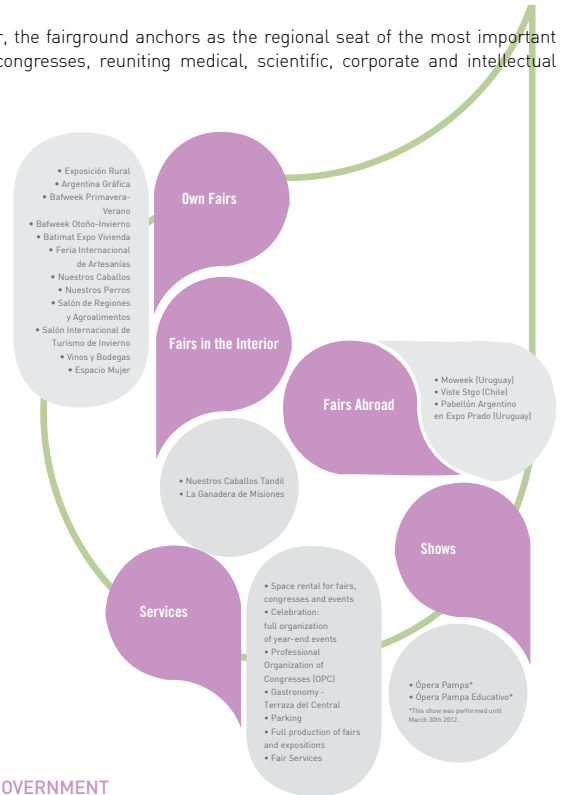 r, the fairground anchors as the regional seat of the most important
congresses, reuniting medical, scientific, corporate and intellectual
Own Fairs
• Exposición Rural
• Argentina Gráfica
• Bafweek Primavera-
Verano
• Bafweek Otoño-Invierno
• Batimat Expo Vivienda
• Feria Internacional
de Artesanías
• Nuestros Caballos
• Nuestros Perros
• Salón de Regiones
y Agroalimentos
• Salón Internacional de
Turismo de Invierno
• Vinos y Bodegas
• Espacio Mujer
Fairs in the Interior
• Nuestros Caballos Tandil
• La Ganadera de Misiones
Fairs Abroad
• Moweek (Uruguay)
• Viste Stgo (Chile)
• Pabellón Argentino
en Expo Prado (Uruguay)
Shows
• Ópera Pampa*
• Ópera Pampa Educativo*
*This show was performed until
March 30th 2012.
Services
• Space rental for fairs,
congresses and events
• Celebration:
full organization
of year-end events
• Professional
Organization of
Congresses (OPC)
• Gastronomy -
Terraza del Central
• Parking
• Full production of fairs
and expositions
• Fair Services
OVERNMENT